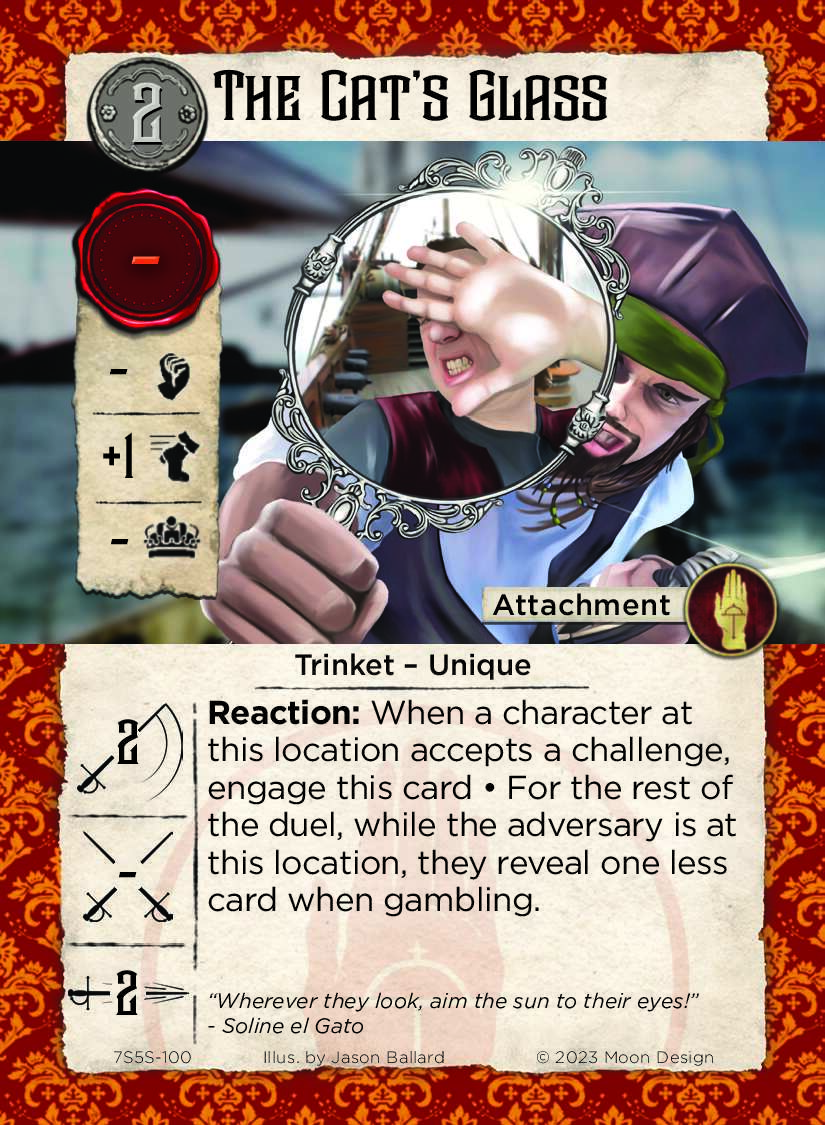 2
THE CAT'S GLASS
-
-
+1
-
Attachment
Trinket – Unique
2
-
2
Reaction: When a character at
this location accepts a challenge,
engage this card • For the rest of
the duel, while the adversary is at
this location, they reveal one less
card when gambling.
“Wherever they look, aim the sun to their eyes!”
- Soline el Gato
7S5S-100 Illus. by Jason Ballard © 2023 Moon Design